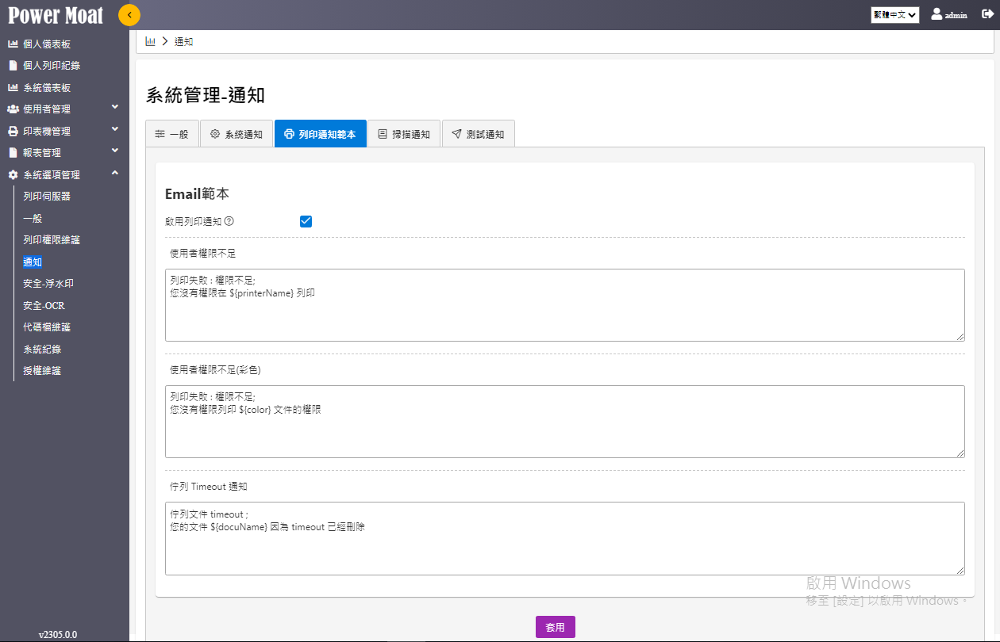 Power Moat
繁體中文
admin
個人儀表板
個人列印紀錄
系統儀表板
使用者管理
印表機管理
報表管理
系統選項管理
列印伺服器
一般
列印權限維護
通知
安全-浮水印
安全-OCR
代碼檔維護
系統紀錄
授權維護
v2305.0.0
通知
系統管理-通知
一般
系統通知
列印通知範本
掃描通知
測試通知
Email範本
啟用列印通知
使用者權限不足
列印失敗 : 權限不足;
您沒有權限在 ${printerName} 列印
使用者權限不足(彩色)
列印失敗 : 權限不足;
您沒有權限列印 ${color} 文件的權限
佇列 Timeout 通知
佇列文件 timeout ;
您的文件 ${docuName} 因為 timeout 已經刪除
啟用 Windows
移至 [設定] 以啟用 Windows。
套用